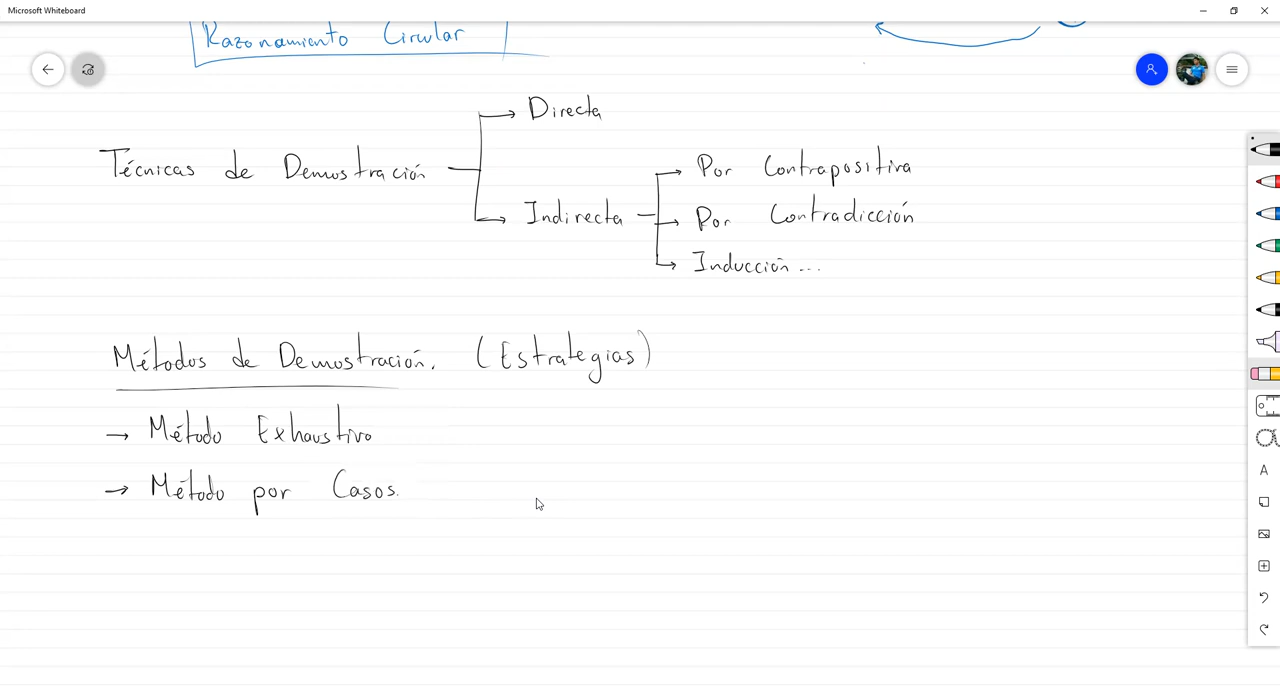 Microsoft Whiteboard
Razonamiento Circular
Directa
Técnicas de Demostración
Por Contrapositiva
Indirecta
Por Contradicción
Inducción...
Métodos de Demostración. (Estrategias)
→ Método Exhaustivo
→ Método por Casos.
A